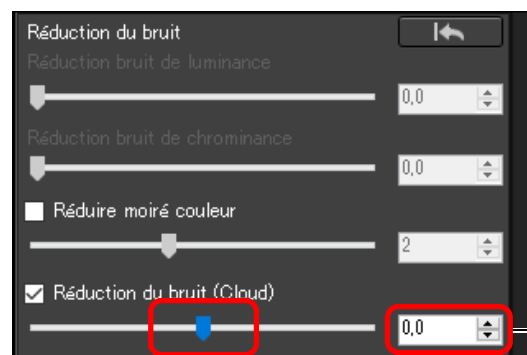 Réduction du bruit
Réduction bruit de luminance
0,0
Réduction bruit de chrominance
0,0
Réduire moiré couleur
2
Réduction du bruit (Cloud)
0,0